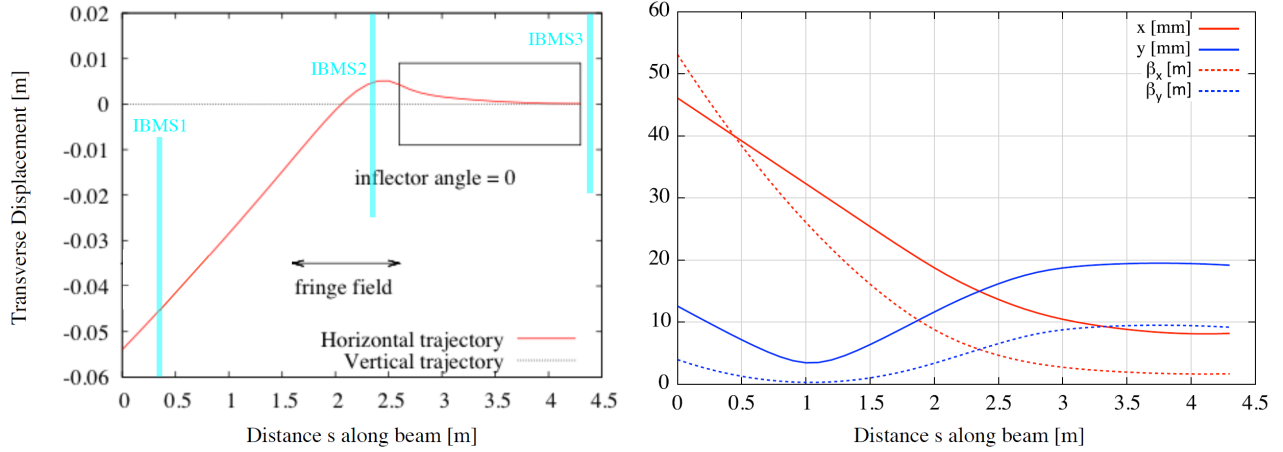 0.02
0.01
0
-0.01
-0.02
-0.03
-0.04
-0.05
-0.06
0
0.5
1
1.5
2
2.5
3
3.5
4
4.5
Transverse Displacement [m]
Distance s along beam [m]
IBMS1
IBMS2
IBMS3
inflector angle = 0
fringe field
Horizontal trajectory
Vertical trajectory
60
50
40
30
20
10
0
0
0.5
1
1.5
2
2.5
3
3.5
4
4.5
x [mm]
y [mm]
βx [m]
βy [m]
Distance s along beam [m]